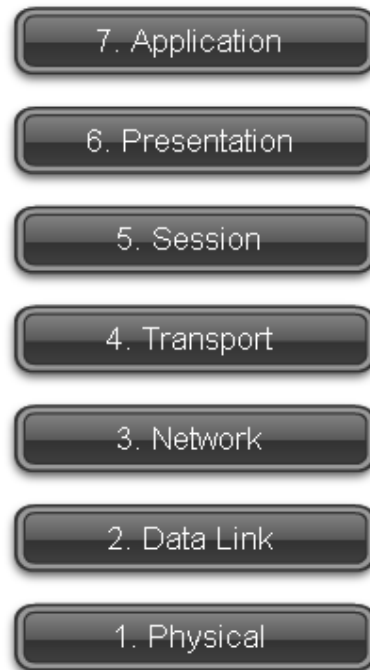 7. Application
6. Presentation
5. Session
4. Transport
3. Network
2. Data Link
1. Physical